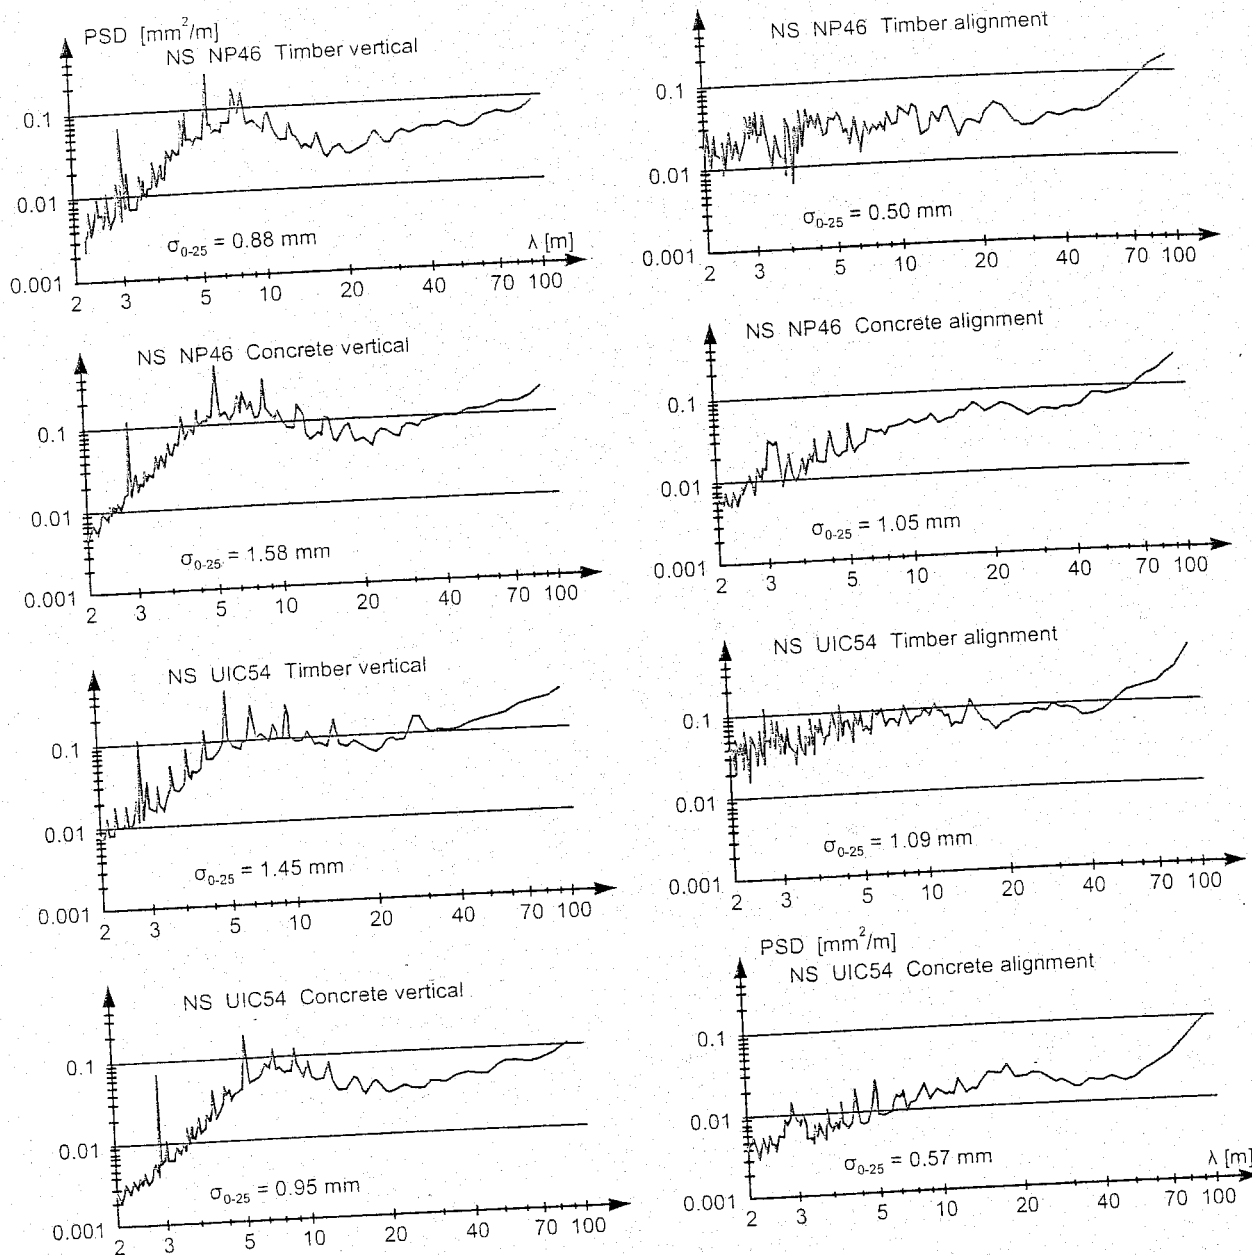 PSD [mm²/m]
NS NP46 Timber vertical
0.1
0.01
σ0-25 = 0.88 mm
λ [m]
0.001
2 3 5 10 20 40 70 100
NS NP46 Timber alignment
0.1
0.01
σ0-25 = 0.50 mm
0.001
2 3 5 10 20 40 70 100
NS NP46 Concrete vertical
0.1
0.01
σ0-25 = 1.58 mm
0.001
2 3 5 10 20 40 70 100
NS NP46 Concrete alignment
0.1
0.01
σ0-25 = 1.05 mm
0.001
2 3 5 10 20 40 70 100
NS UIC54 Timber vertical
0.1
0.01
σ0-25 = 1.45 mm
0.001
2 3 5 10 20 40 70 100
NS UIC54 Timber alignment
0.1
0.01
σ0-25 = 1.09 mm
0.001
2 3 5 10 20 40 70 100
NS UIC54 Concrete vertical
0.1
0.01
σ0-25 = 0.95 mm
0.001
2 3 5 10 20 40 70 100
PSD [mm²/m]
NS UIC54 Concrete alignment
0.1
0.01
σ0-25 = 0.57 mm
λ [m]
0.001
2 3 5 10 20 40 70 100